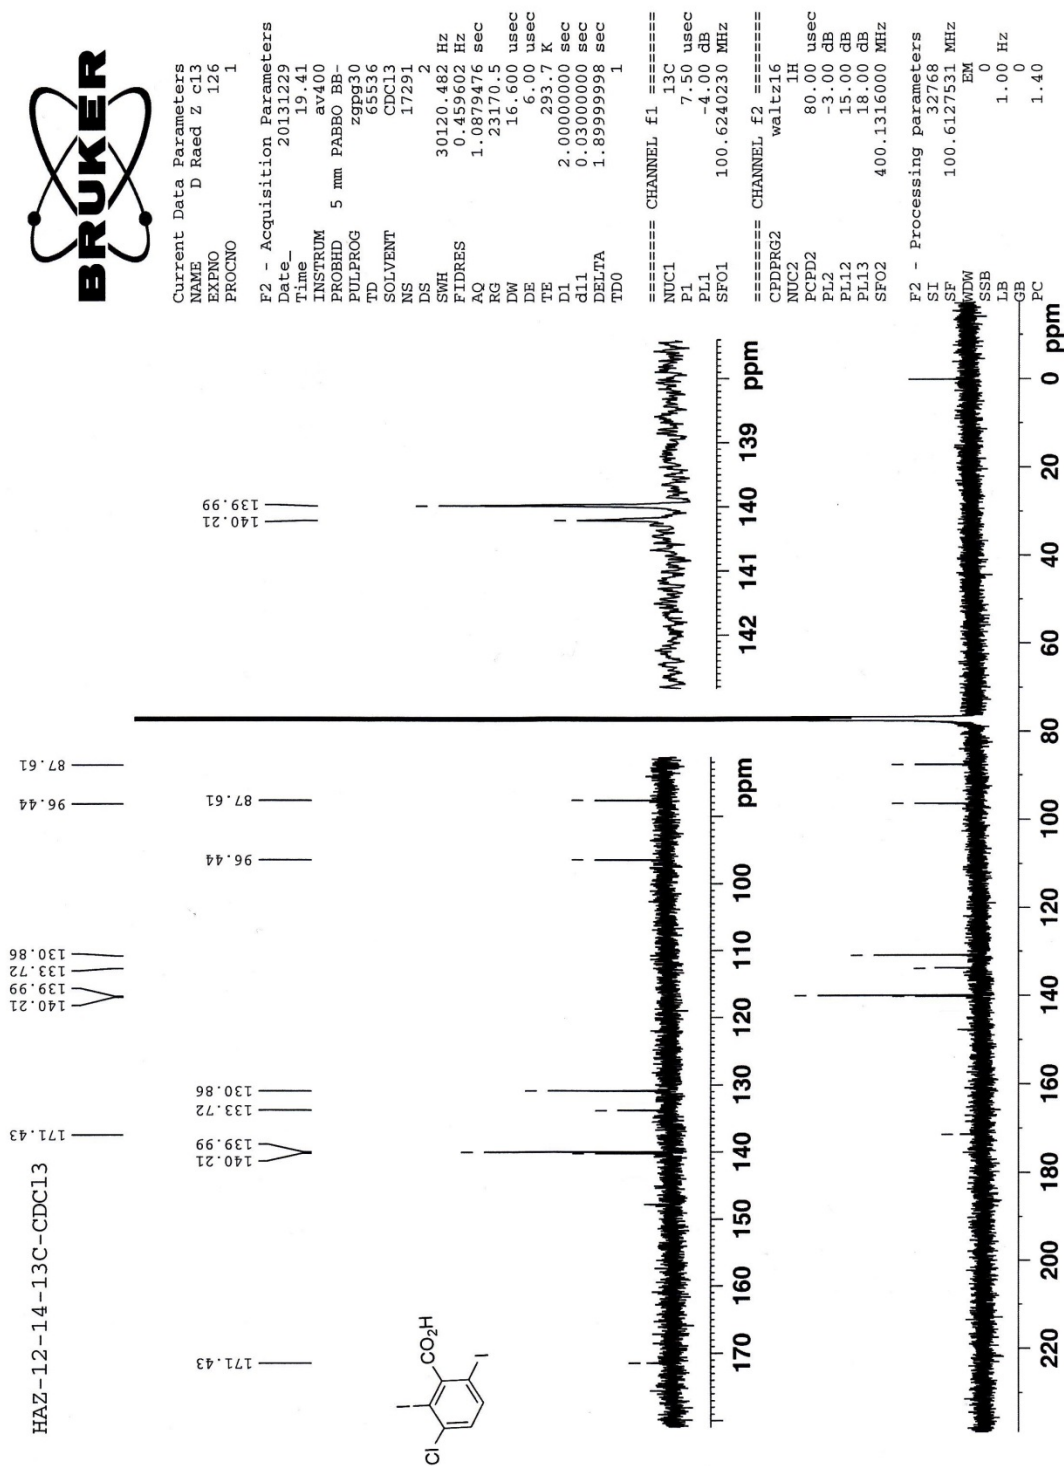 HAZ-12-14-13C-CDCl3
171.43
140.21
139.99
133.72
130.86
96.44
87.61
BRUKER
Current Data Parameters
NAME D Raed Z c13
EXPNO 126
PROCNO 1
F2 - Acquisition Parameters
Date_ 20131229
Time 19.41
INSTRUM av400
PROBHD 5 mm PABBO BB-
PULPROG zgpg30
TD 65536
SOLVENT CDCl3
NS 17291
DS 2
SWH 30120.482 Hz
FIDRES 0.459602 Hz
AQ 1.0879476 sec
RG 23170.5
DW 16.600 usec
DE 6.00 usec
TE 293.7 K
D1 2.00000000 sec
d11 0.03000000 sec
DELTA 1.89999998 sec
TD0 1
======== CHANNEL f1 ========
NUC1 13C
P1 7.50 usec
PL1 -4.00 dB
SFO1 100.6240230 MHz
======== CHANNEL f2 ========
CPDPRG2 waltz16
NUC2 1H
PCPD2 80.00 usec
PL2 -3.00 dB
PL12 15.00 dB
PL13 18.00 dB
SFO2 400.1316000 MHz
F2 - Processing parameters
SI 32768
SF 100.6127531 MHz
WDW EM
SSB 0
LB 1.00 Hz
GB 0
PC 1.40
171.43
140.21
139.99
133.72
130.86
96.44
87.61
140.21
139.99
Cl
I
CO2H
I
170 160 150 140 130 120 110 100 ppm
142 141 140 139 ppm
220 200 180 160 140 120 100 80 60 40 20 0 ppm